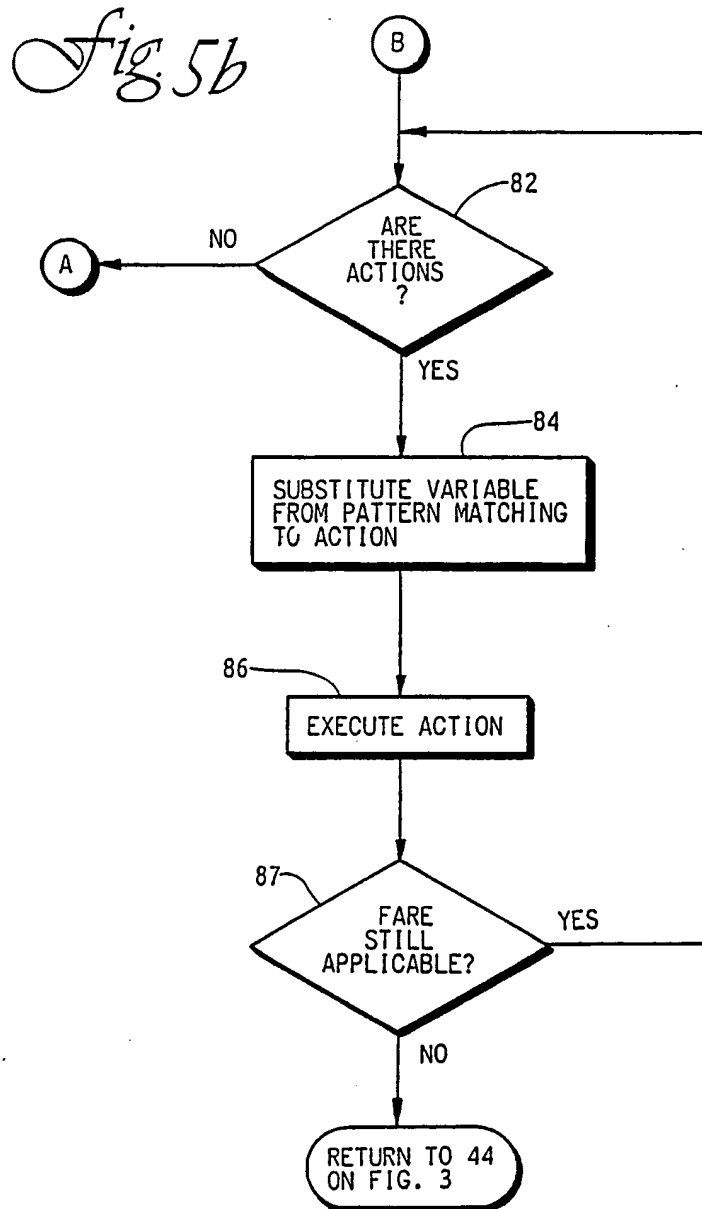 Fig. 5b
B
82
ARE
THERE
ACTIONS
?
NO
A
YES
84
SUBSTITUTE VARIABLE
FROM PATTERN MATCHING
TO ACTION
86
EXECUTE ACTION
87
FARE
STILL
APPLICABLE?
YES
NO
RETURN TO 44
ON FIG. 3